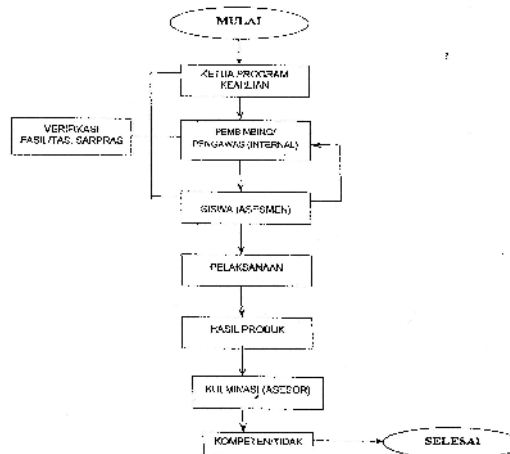 MULAI
KETUA PROGRAM
KEAHLIAN
VERIFIKASI
FASILITAS, SARPRAS
PEMBIMBING/
PENGAWAS (INTERNAL)
SISWA (ASESMEN)
PELAKSANAAN
HASIL PRODUK
KULMINASI (ASESOR)
KOMPETEN/TIDAK
SELESAI